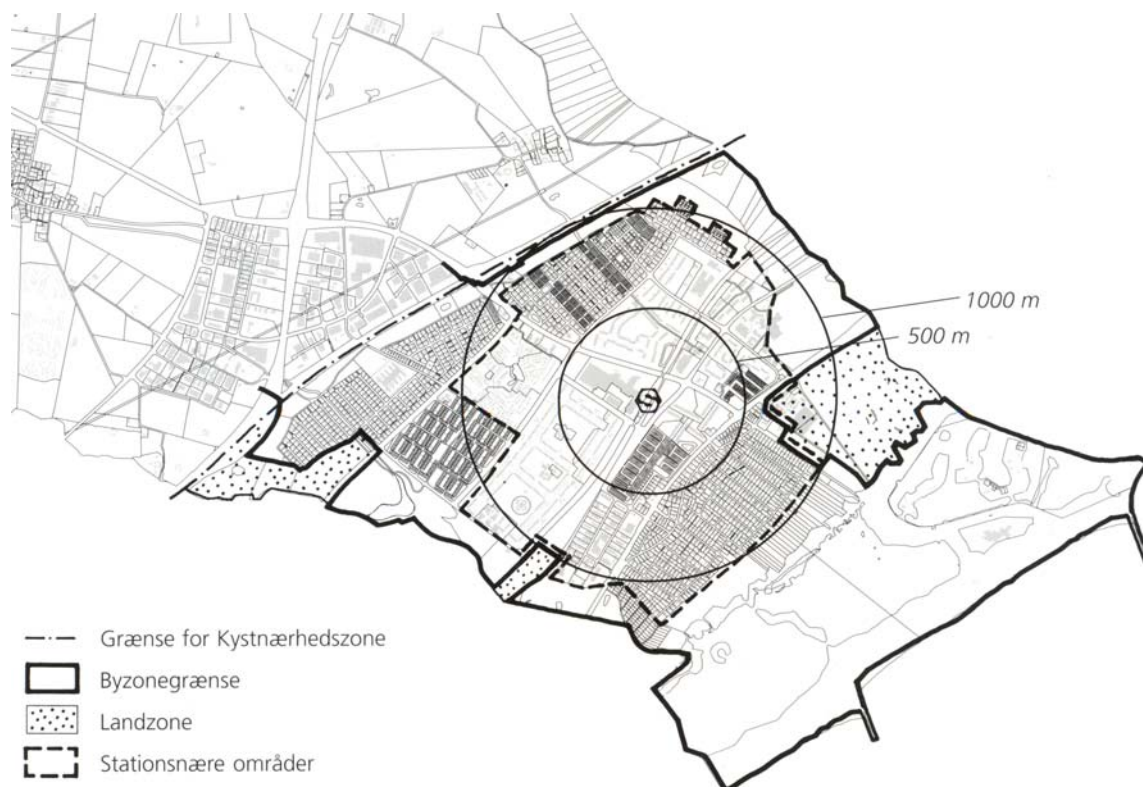 1000 m
500 m
S
Grænse for Kystnærhedszone
Byzonegrænse
Landzone
Stationsnære områder